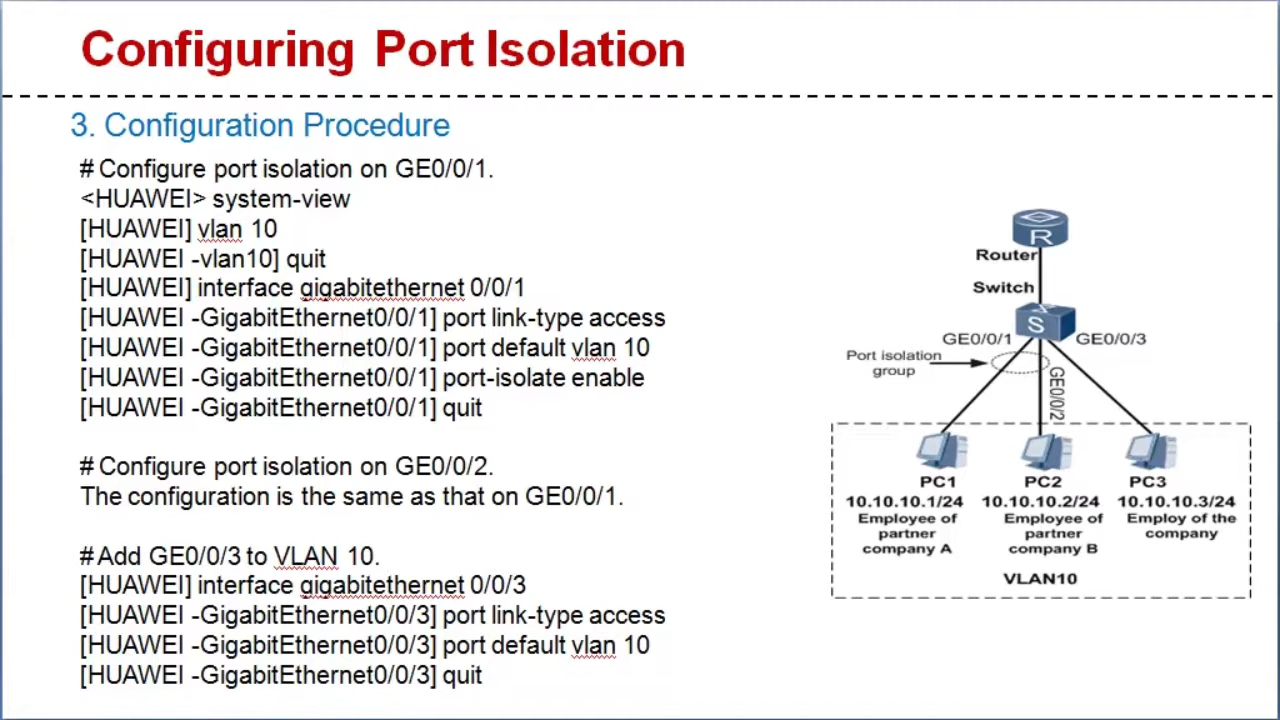 Configuring Port Isolation
3. Configuration Procedure
# Configure port isolation on GE0/0/1.
<HUAWEI> system-view
[HUAWEI] vlan 10
[HUAWEI -vlan10] quit
[HUAWEI] interface gigabitethernet 0/0/1
[HUAWEI -GigabitEthernet0/0/1] port link-type access
[HUAWEI -GigabitEthernet0/0/1] port default vlan 10
[HUAWEI -GigabitEthernet0/0/1] port-isolate enable
[HUAWEI -GigabitEthernet0/0/1] quit
# Configure port isolation on GE0/0/2.
The configuration is the same as that on GE0/0/1.
# Add GE0/0/3 to VLAN 10.
[HUAWEI] interface gigabitethernet 0/0/3
[HUAWEI -GigabitEthernet0/0/3] port link-type access
[HUAWEI -GigabitEthernet0/0/3] port default vlan 10
[HUAWEI -GigabitEthernet0/0/3] quit
R
Router
Switch
S
GE0/0/1
GE0/0/3
Port isolation
group
GE0/0/2
PC1
10.10.10.1/24
Employee of
partner
company A
PC2
10.10.10.2/24
Employee of
partner
company B
PC3
10.10.10.3/24
Employ of the
company
VLAN10